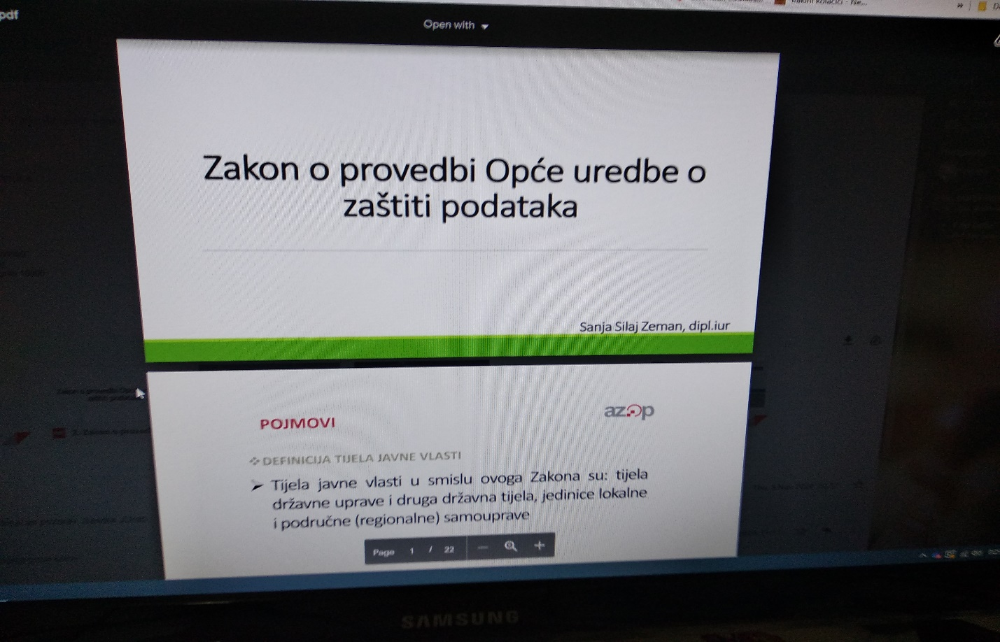 pdf
Open with
Zakon o provedbi Opće uredbe o
zaštiti podataka
Sanja Silaj Zeman, dipl.iur
azop
POJMOVI
DEFINICIJA TIJELA JAVNE VLASTI
Tijela javne vlasti u smislu ovoga Zakona su: tijela
državne uprave i druga državna tijela, jedinice lokalne
i područne (regionalne) samouprave
Page 1 / 22
SAMSUNG